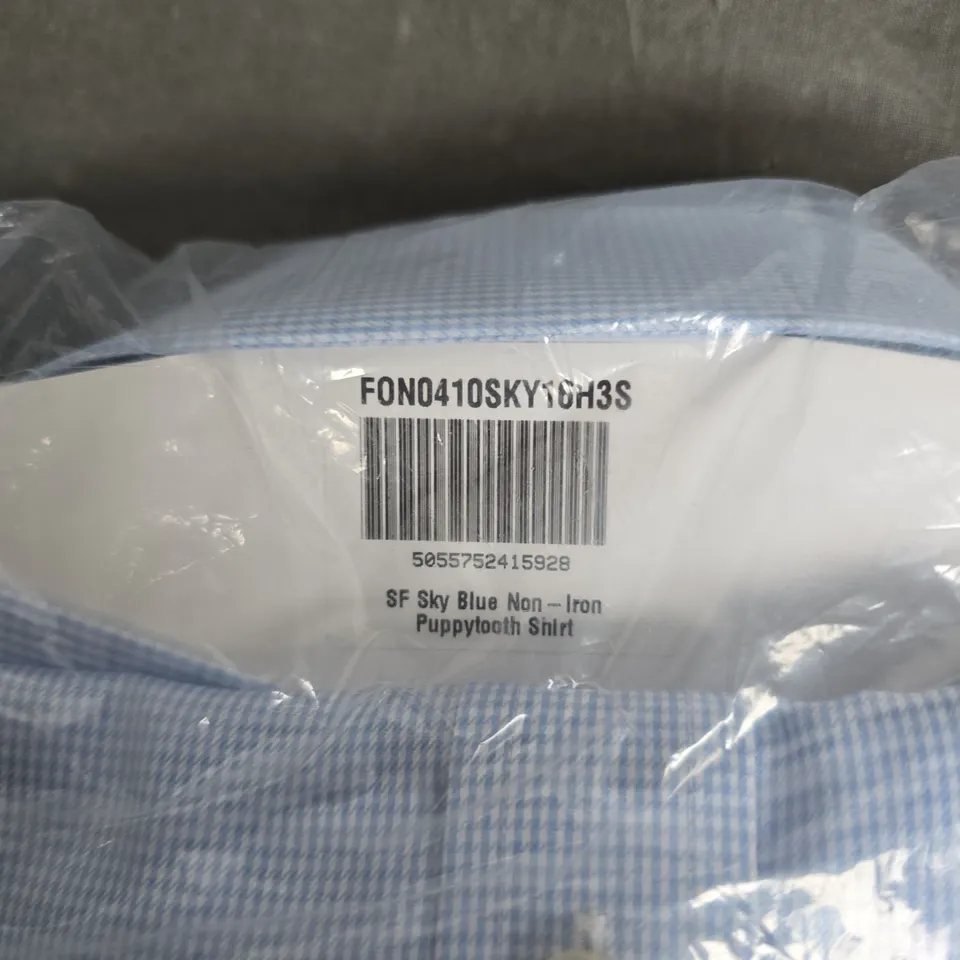 FON0410SKY16H3S
5055752415928
SF Sky Blue Non-Iron
Puppytooth Shirt